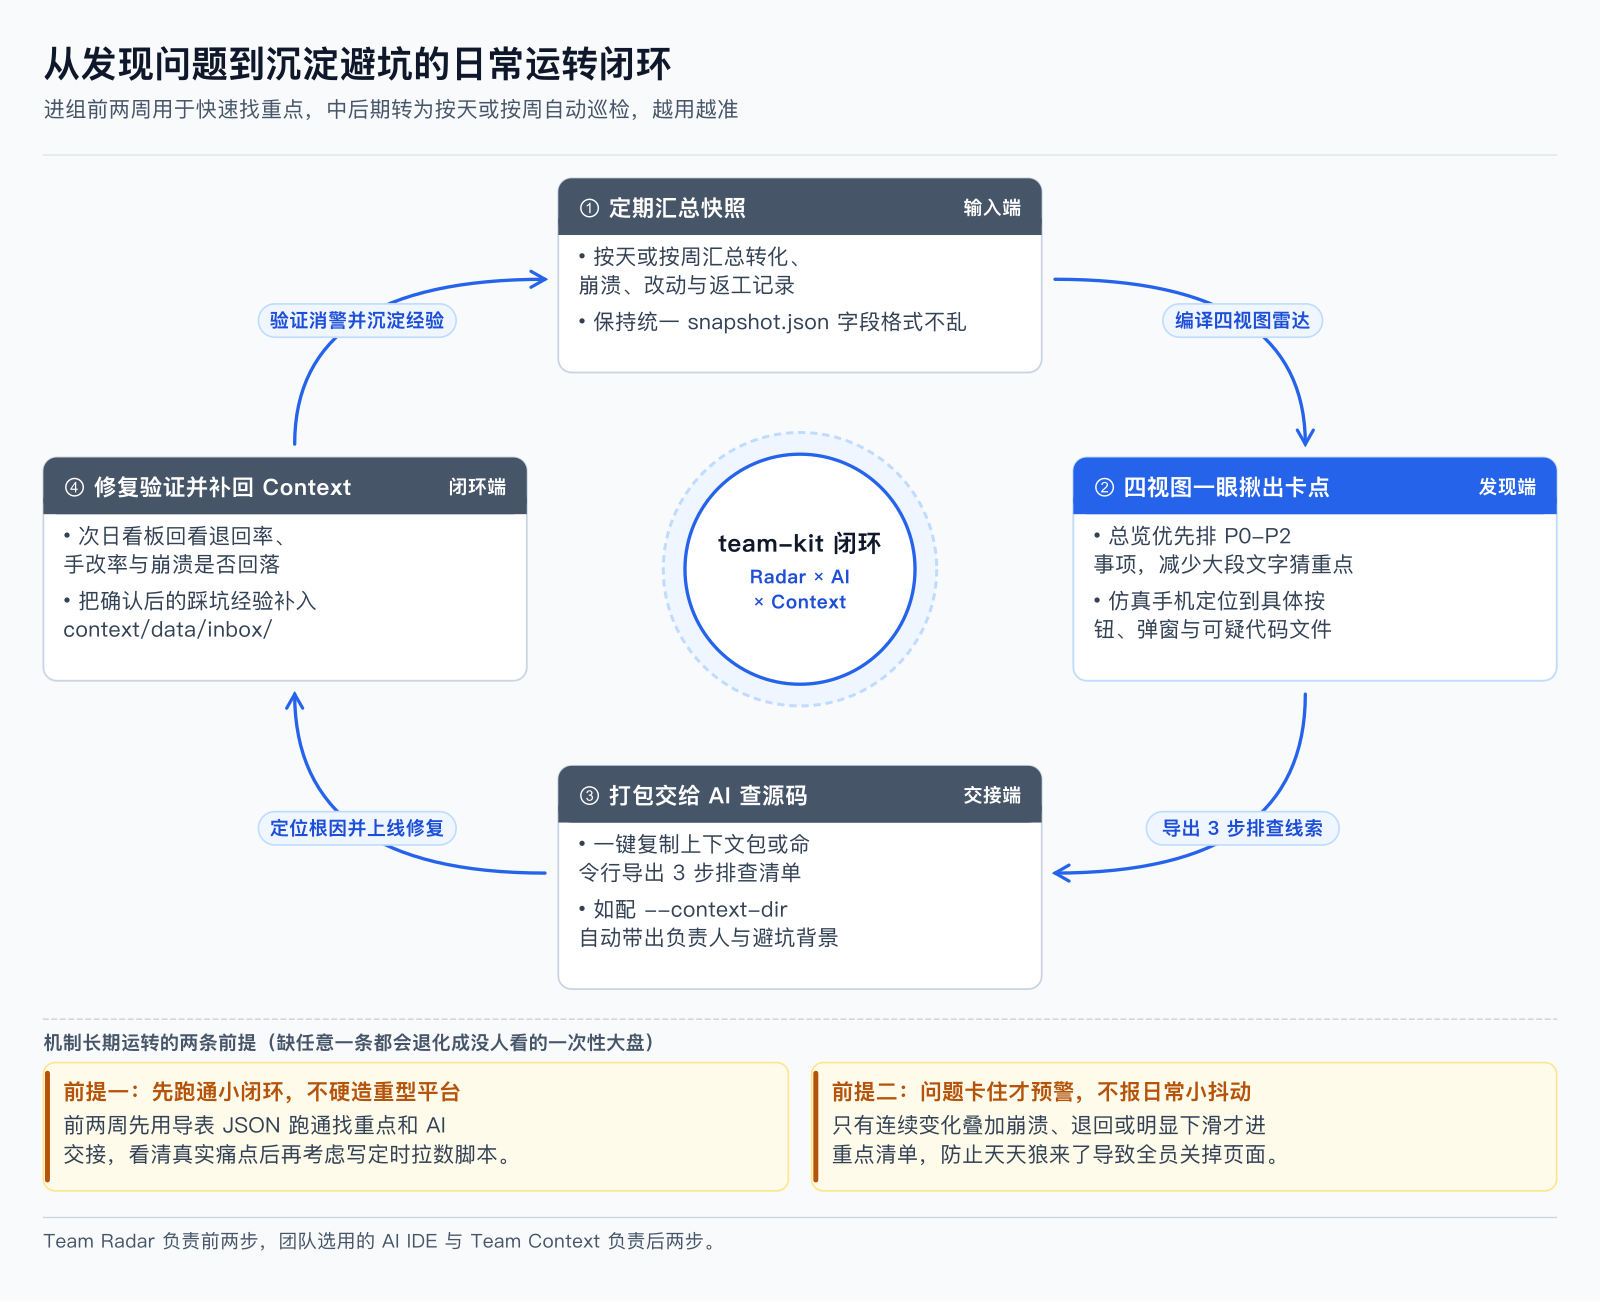 从发现问题到沉淀避坑的日常运转闭环
进组前两周用于快速找重点，中后期转为按天或按周自动巡检，越用越准
① 定期汇总快照 输入端
• 按天或按周汇总转化、
崩溃、改动与返工记录
• 保持统一 snapshot.json 字段格式不乱
验证消警并沉淀经验
编译四视图雷达
④ 修复验证并补回 Context 闭环端
• 次日看板回看退回率、
手改率与崩溃是否回落
• 把确认后的踩坑经验补入
context/data/inbox/
team-kit 闭环
Radar × AI
× Context
② 四视图一眼揪出卡点 发现端
• 总览优先排 P0-P2
事项，减少大段文字猜重点
• 仿真手机定位到具体按
钮、弹窗与可疑代码文件
③ 打包交给 AI 查源码 交接端
• 一键复制上下文包或命
令行导出 3 步排查清单
• 如配 --context-dir
自动带出负责人与避坑背景
定位根因并上线修复
导出 3 步排查线索
机制长期运转的两条前提（缺任意一条都会退化成没人看的一次性大盘）
前提一：先跑通小闭环，不硬造重型平台
前两周先用导表 JSON 跑通找重点和 AI
交接，看清真实痛点后再考虑写定时拉数脚本。
前提二：问题卡住才预警，不报日常小抖动
只有连续变化叠加崩溃、退回或明显下滑才进
重点清单，防止天天狼来了导致全员关掉页面。
Team Radar 负责前两步，团队选用的 AI IDE 与 Team Context 负责后两步。